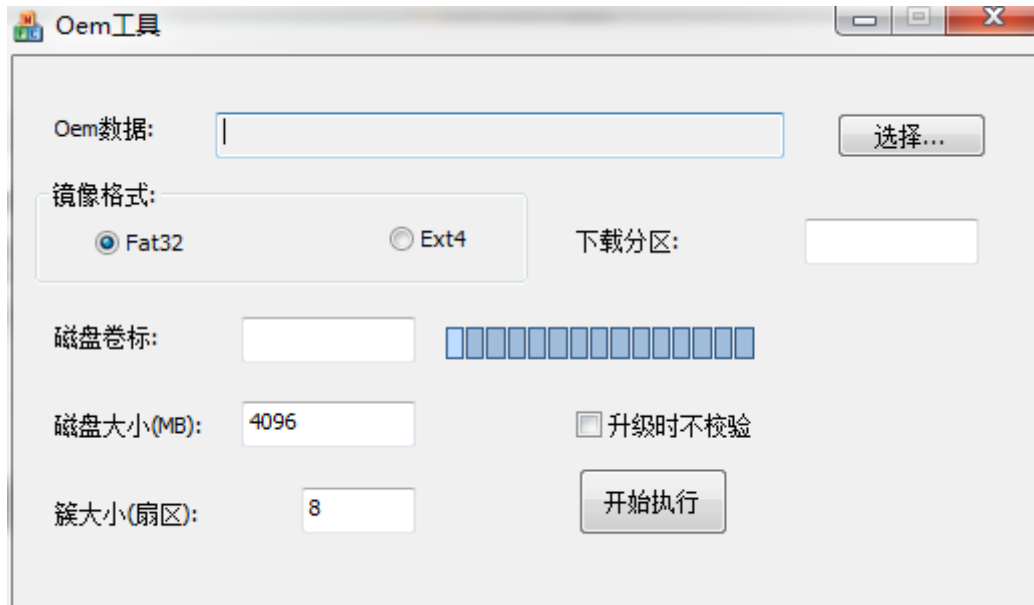 Oem工具
Oem数据:
选择...
镜像格式:
Fat32
Ext4
下载分区:
磁盘卷标:
磁盘大小(MB):
4096
升级时不校验
簇大小(扇区):
8
开始执行